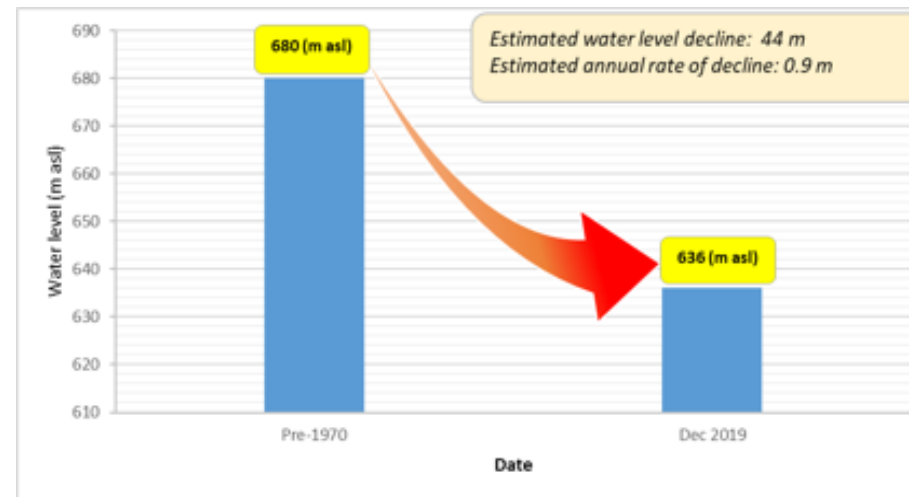 Estimated water level decline:  44 m
Estimated annual rate of decline: 0.9 m
690
680
670
660
650
640
630
620
610
Water level (m asl)
680 (m asl)
636 (m asl)
Pre-1970
Dec 2019
Date